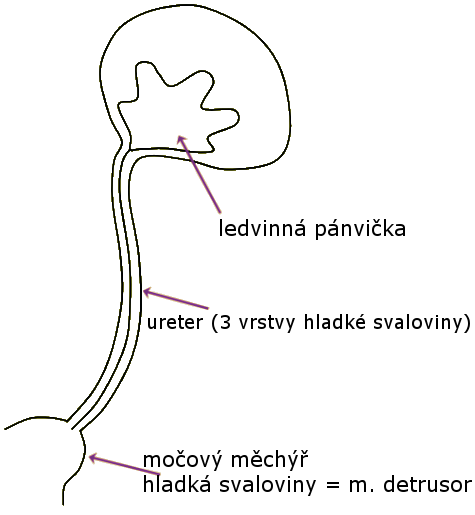 ledvinná pánvička
ureter (3 vrstvy hladké svaloviny)
močový měchýř
hladká svaloviny = m. detrusor